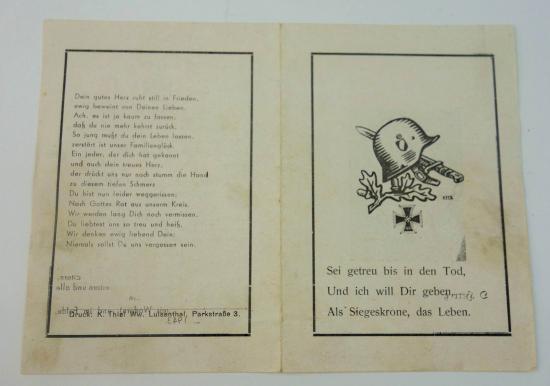 Dein gutes Herz ruht still in Frieden,
ewig beweint von Deinen Lieben.
Ach, es ist ja kaum zu fassen,
daß du nie mehr kehrst zurück.
So jung mußt du dein Leben lassen,
zerstört ist unser Familienglück.
Ein jeder, der dich hat gekannt
und auch dein treues Herz,
der drückt uns nur noch stumm die Hand
zu diesem tiefen Schmerz
Du bist nun leider weggerissen;
Nach Gottes Rat aus unserm Kreis.
Wir werden lang Dich noch vermissen.
Du liebtest uns so treu und heiß,
Wir denken ewig liebend Dein;
Niemals sollst Du uns vergessen sein.
Druck: K. Thiel Ww. Luisenthal, Parkstraße 3.
Sei getreu bis in den Tod,
Und ich will Dir geben
Als Siegeskrone, das Leben.